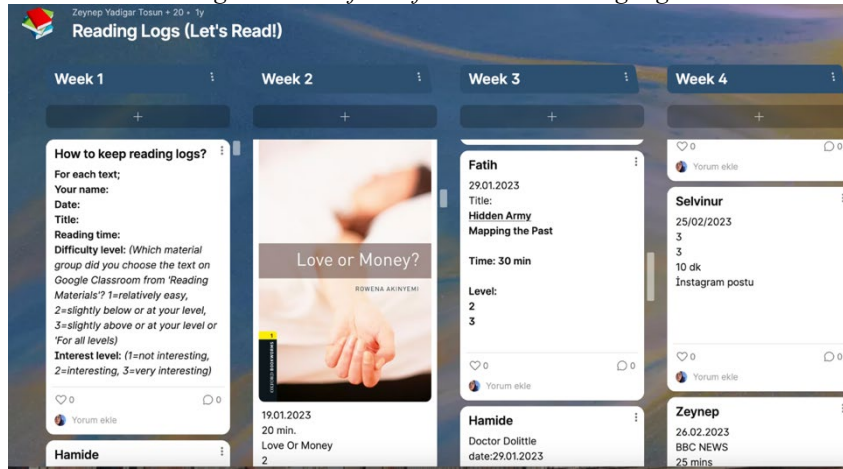 Zeynep Yadigar Tosun + 20 • 1y
Reading Logs (Let's Read!)
Week 1
+
How to keep reading logs?
For each text;
Your name:
Date:
Title:
Reading time:
Difficulty level: (Which material
group did you choose the text on
Google Classroom from 'Reading
Materials'? 1=relatively easy,
2=slightly below or at your level,
3=slightly above or at your level or
'For all levels)
Interest level: (1=not interesting,
2=interesting, 3=very interesting)
0
0
Yorum ekle
Hamide
Week 2
+
Love or Money?
ROWENA AKINYEMI
1
19.01.2023
20 min.
Love Or Money
2
Week 3
+
Fatih
29.01.2023
Title:
Hidden Army
Mapping the Past
Time: 30 min
Level:
2
3
0
0
Yorum ekle
Hamide
Doctor Dolittle
date:29.01.2023
Week 4
+
0
0
Yorum ekle
Selvinur
25/02/2023
3
3
10 dk
İnstagram postu
0
0
Yorum ekle
Zeynep
26.02.2023
BBC NEWS
25 mins